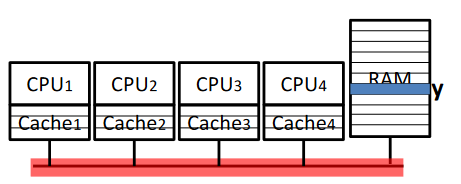 CPU1 CPU2 CPU3 CPU4 RAM y
Cache1 Cache2 Cache3 Cache4